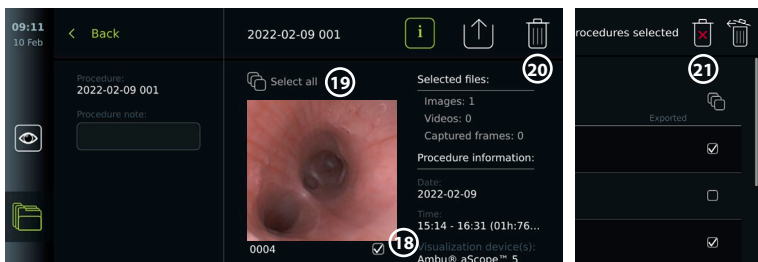 09:11
10 Feb
Back
2022-02-09 001
i
Procedure:
2022-02-09 001
Procedure note:
Select all
19
0004
18
20
Selected files:
Images: 1
Videos: 0
Captured frames: 0
Procedure information:
Date:
2022-02-09
Time:
15:14 - 16:31 (01h:76...
Visualization device(s):
Ambu® aScope™ 5
rocedures selected
21
Exported